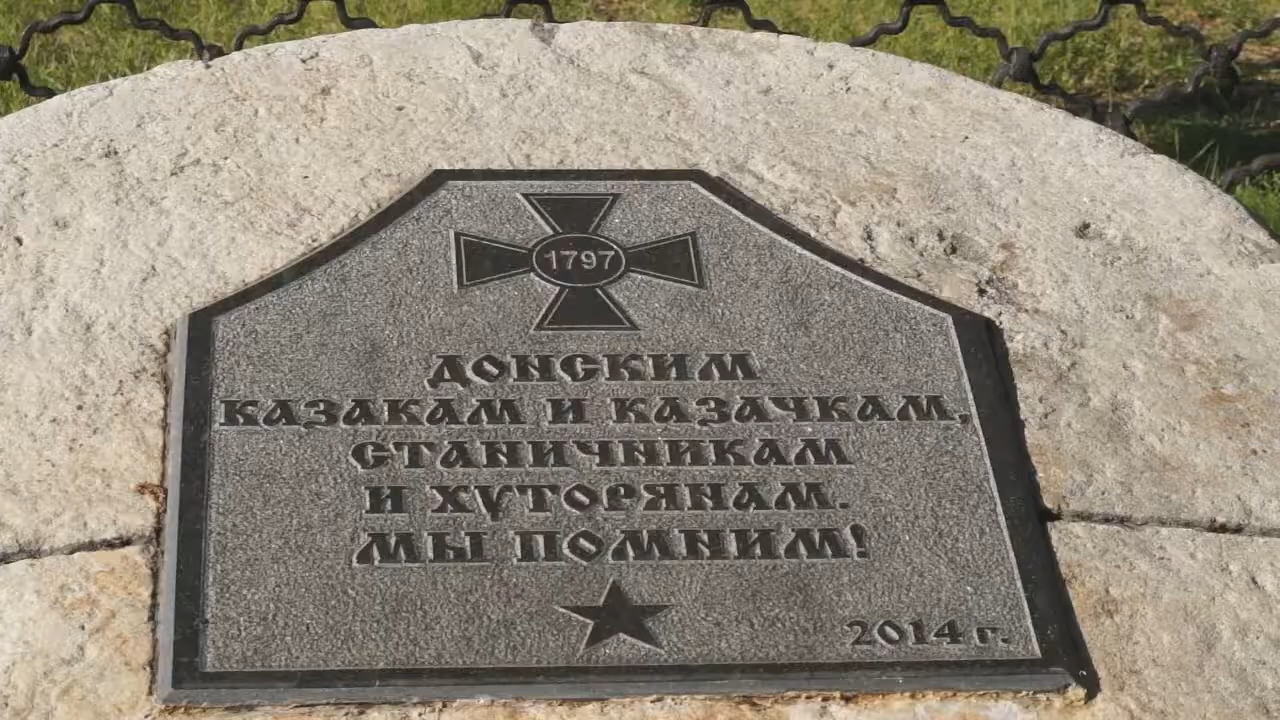 1797
ДОНСКИМ
КАЗАКАМ И КАЗАЧКАМ,
СТАНИЧНИКАМ
И ХУТОРЯНАМ.
МЫ ПОМНИМ!
2014 г.